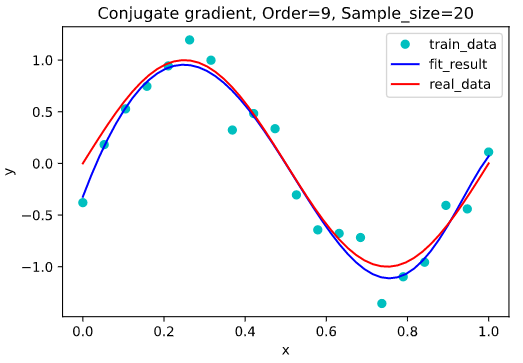 Conjugate gradient, Order=9, Sample_size=20
train_data
fit_result
real_data
1.0
0.5
0.0
−0.5
−1.0
y
0.0 0.2 0.4 0.6 0.8 1.0
x